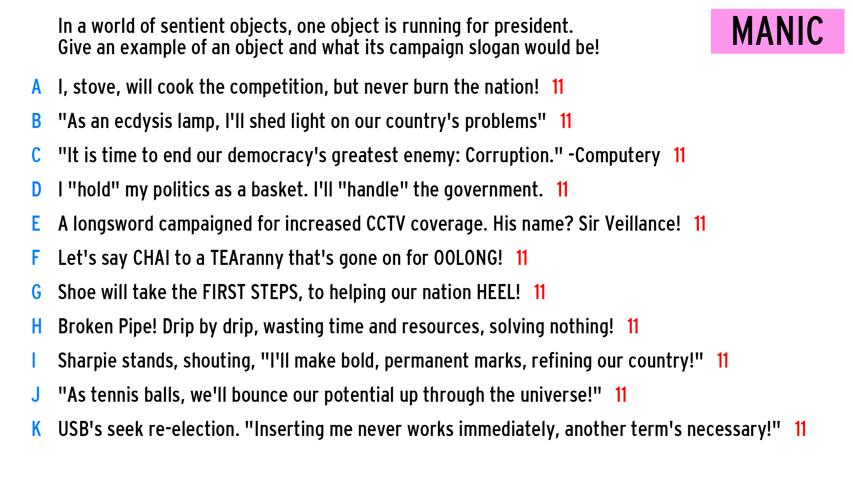 In a world of sentient objects, one object is running for president.
Give an example of an object and what its campaign slogan would be!
MANIC
A I, stove, will cook the competition, but never burn the nation! 11
B "As an ecdysis lamp, I'll shed light on our country's problems" 11
C "It is time to end our democracy's greatest enemy: Corruption." -Computery 11
D I "hold" my politics as a basket. I'll "handle" the government. 11
E A longsword campaigned for increased CCTV coverage. His name? Sir Veillance! 11
F Let's say CHAI to a TEAranny that's gone on for OOLONG! 11
G Shoe will take the FIRST STEPS, to helping our nation HEEL! 11
H Broken Pipe! Drip by drip, wasting time and resources, solving nothing! 11
I Sharpie stands, shouting, "I'll make bold, permanent marks, refining our country!" 11
J "As tennis balls, we'll bounce our potential up through the universe!" 11
K USB's seek re-election. "Inserting me never works immediately, another term's necessary!" 11